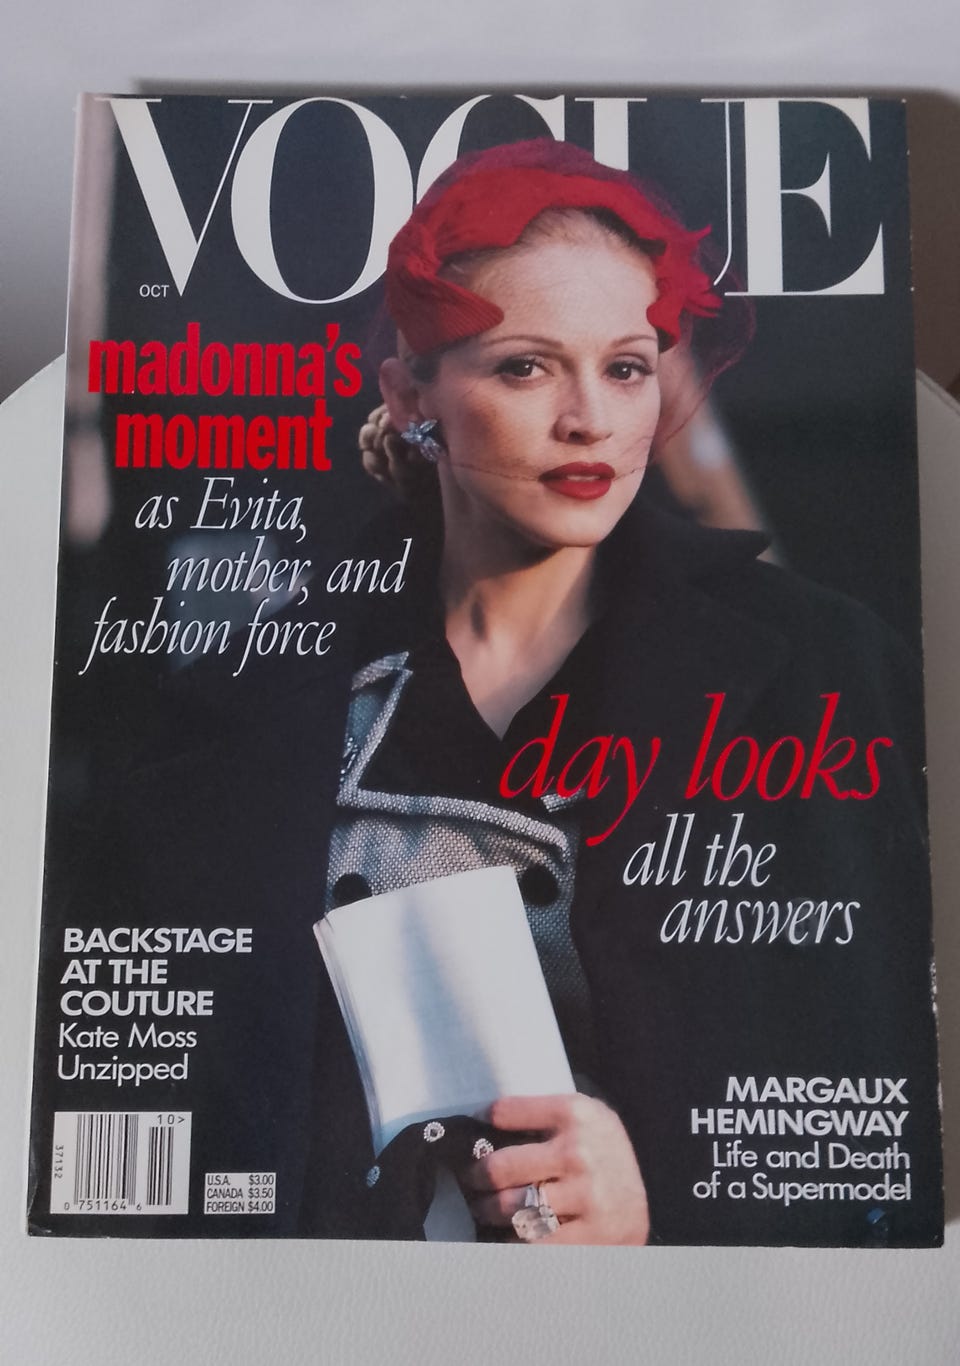 VOGUE
OCT
madonna's
moment
as Evita,
mother, and
fashion force
day looks
all the
answers
BACKSTAGE
AT THE
COUTURE
Kate Moss
Unzipped
MARGAUX
HEMINGWAY
Life and Death
of a Supermodel
10>
37132
0 751164 6
U.S.A. $3.00
CANADA $3.50
FOREIGN $4.00